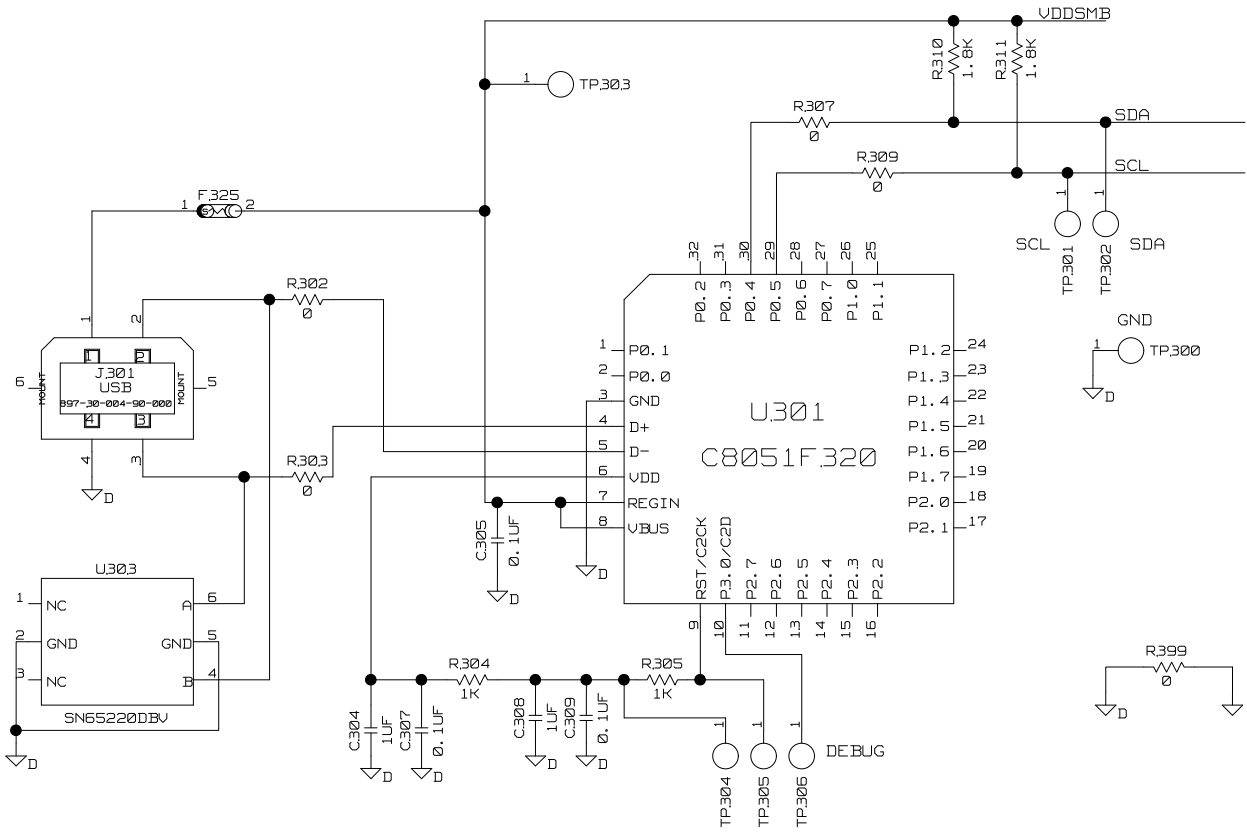 VDDSMB
R310
1.8K
R311
1.8K
1
TP303
R307
0
SDA
R309
0
SCL
1
1
SCL
TP301
TP302
SDA
F325
1
2
32
31
30
29
28
27
26
25
P0.2
P0.3
P0.4
P0.5
P0.6
P0.7
P1.0
P1.1
R302
0
1
2
1
2
J301
USB
897-30-004-90-000
6
MOUNT
MOUNT
5
4
3
4
3
D
R303
0
1
P0.1
2
P0.0
3
GND
4
D+
5
D-
6
VDD
7
REGIN
8
VBUS
U301
C8051F320
P1.2
24
P1.3
23
P1.4
22
P1.5
21
P1.6
20
P1.7
19
P2.0
18
P2.1
17
GND
1
TP300
D
C305
0.1UF
D
D
RST/C2CK
P3.0/C2D
P2.7
P2.6
P2.5
P2.4
P2.3
P2.2
9
10
11
12
13
14
15
16
U303
1
NC
A
6
2
GND
GND
5
3
NC
B
4
SN65220DBV
D
R304
1K
R305
1K
C304
1UF
C307
0.1UF
C308
1UF
C309
0.1UF
D
D
D
D
1
1
1
TP304
TP305
TP306
DEBUG
R399
0
D